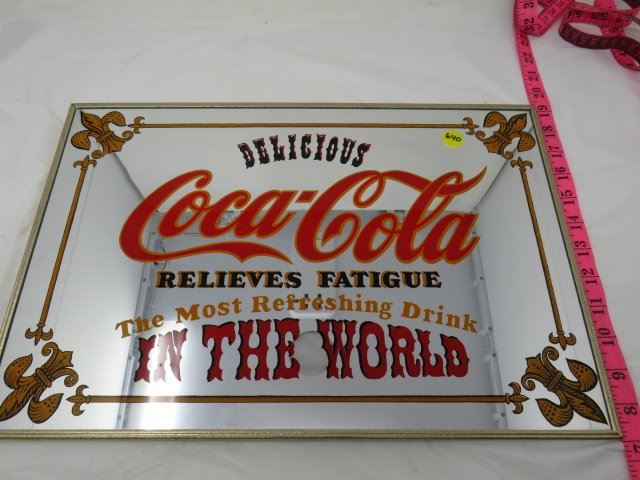 DELICIOUS
640
Coca-Cola
RELIEVES FATIGUE
The Most Refreshing Drink
IN THE WORLD